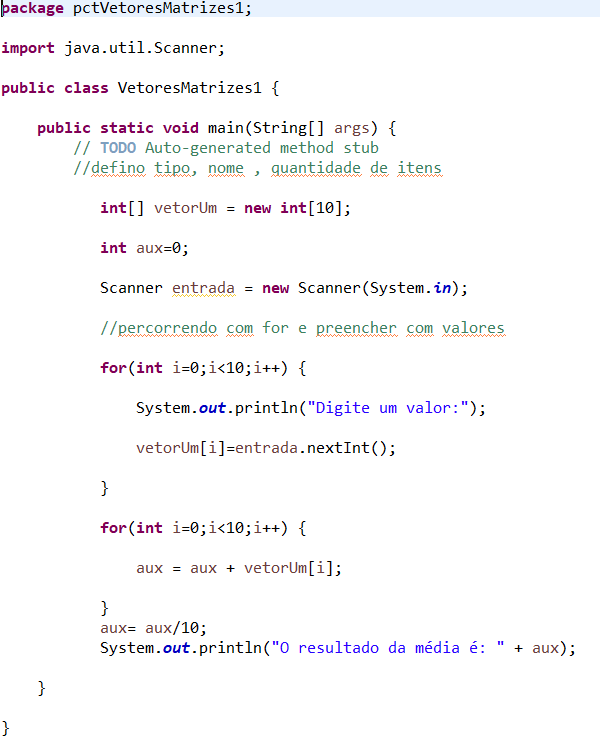 package pctVetoresMatrizes1;
import java.util.Scanner;
public class VetoresMatrizes1 {
public static void main(String[] args) {
// TODO Auto-generated method stub
//defino tipo, nome , quantidade de itens
int[] vetorUm = new int[10];
int aux=0;
Scanner entrada = new Scanner(System.in);
//percorrendo com for e preencher com valores
for(int i=0;i<10;i++) {
System.out.println("Digite um valor:");
vetorUm[i]=entrada.nextInt();
}
for(int i=0;i<10;i++) {
aux = aux + vetorUm[i];
}
aux= aux/10;
System.out.println("O resultado da média é: " + aux);
}
}